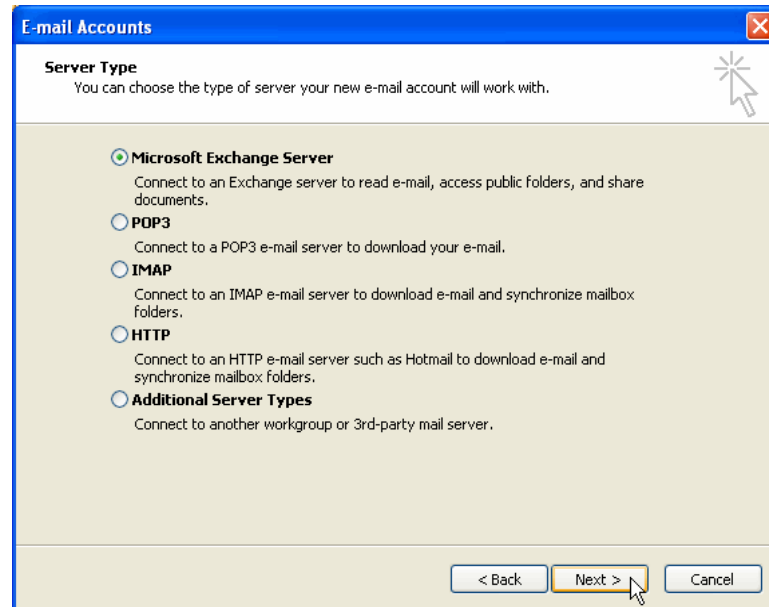 E-mail Accounts
Server Type
You can choose the type of server your new e-mail account will work with.
Microsoft Exchange Server
Connect to an Exchange server to read e-mail, access public folders, and share
documents.
POP3
Connect to a POP3 e-mail server to download your e-mail.
IMAP
Connect to an IMAP e-mail server to download e-mail and synchronize mailbox
folders.
HTTP
Connect to an HTTP e-mail server such as Hotmail to download e-mail and
synchronize mailbox folders.
Additional Server Types
Connect to another workgroup or 3rd-party mail server.
< Back Next > Cancel